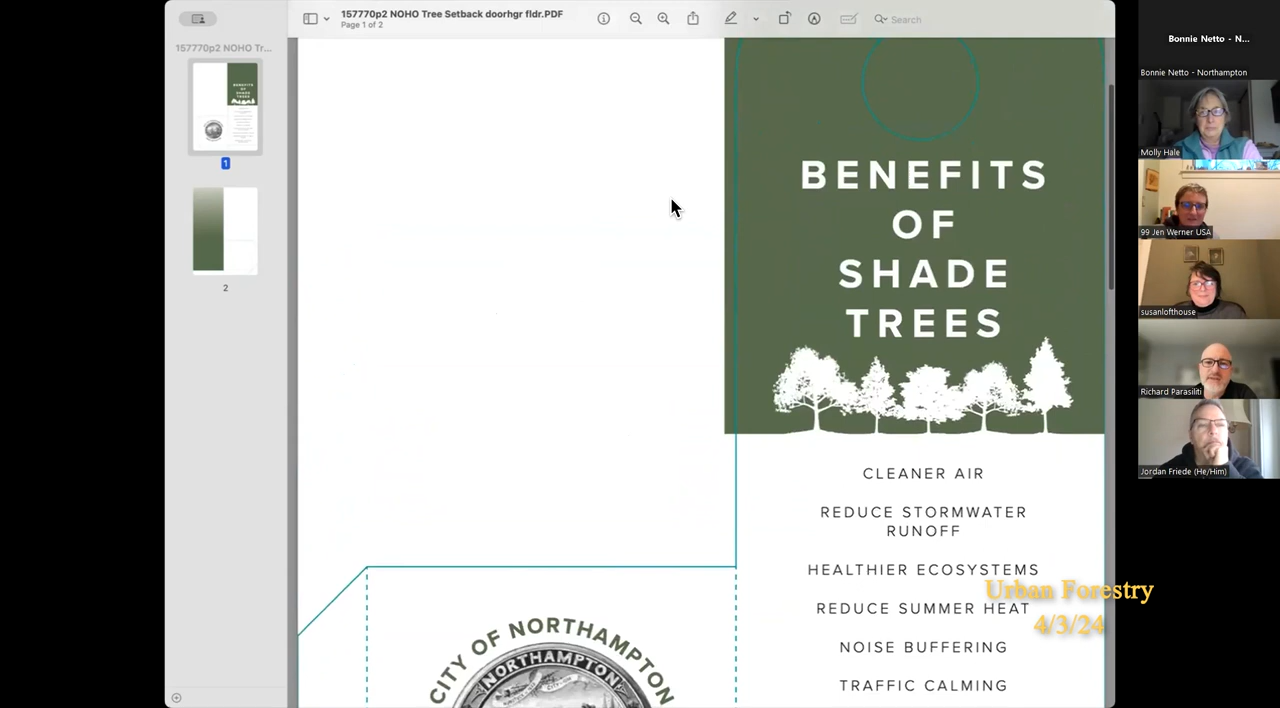 157770p2 NOHO Tree Setback doorhgr fldr.PDF
Page 1 of 2
Search
157770p2 NOHO Tr...
1
2
BENEFITS
OF
SHADE
TREES
CLEANER AIR
REDUCE STORMWATER
RUNOFF
HEALTHIER ECOSYSTEMS
REDUCE SUMMER HEAT
NOISE BUFFERING
TRAFFIC CALMING
CITY OF NORTHAMPTON
NORTHAMPTON
Urban Forestry
4/3/24
Bonnie Netto - N...
Bonnie Netto - Northampton
Molly Hale
99 Jen Werner USA
susanlofthouse
Richard Parasiliti
Jordan Friede (He/Him)